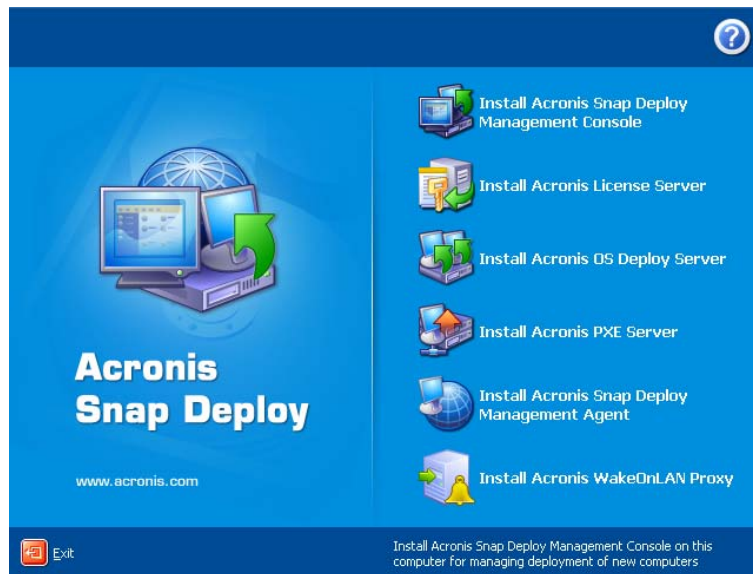 Install Acronis Snap Deploy
Management Console
Install Acronis License Server
Install Acronis OS Deploy Server
Install Acronis PXE Server
Install Acronis Snap Deploy
Management Agent
Install Acronis WakeOnLAN Proxy
Acronis
Snap Deploy
www.acronis.com
Exit
Install Acronis Snap Deploy Management Console on this
computer for managing deployment of new computers